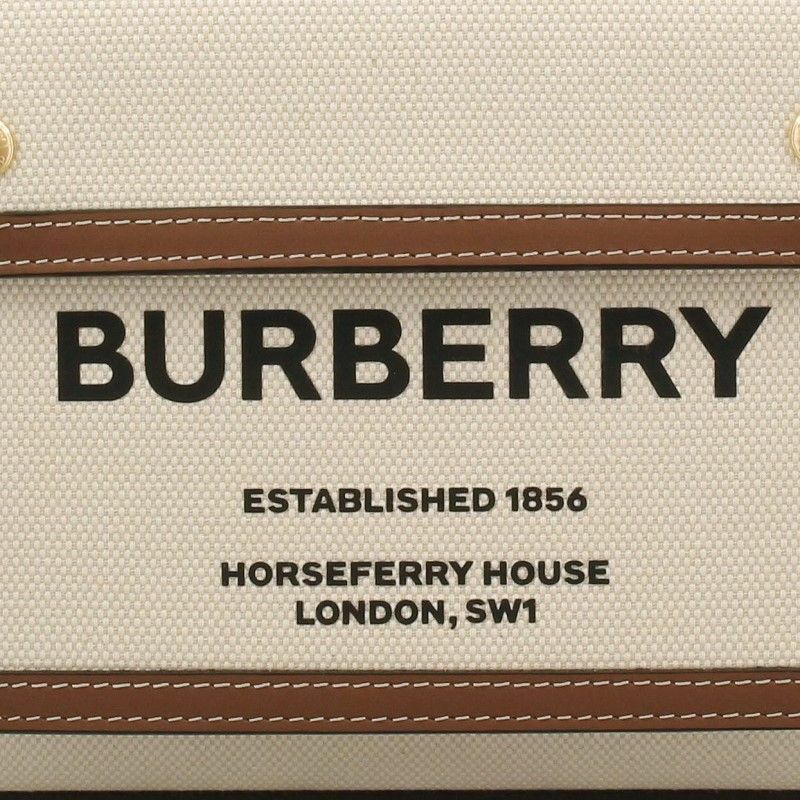 BURBERRY
ESTABLISHED 1856
HORSEFERRY HOUSE
LONDON, SW1